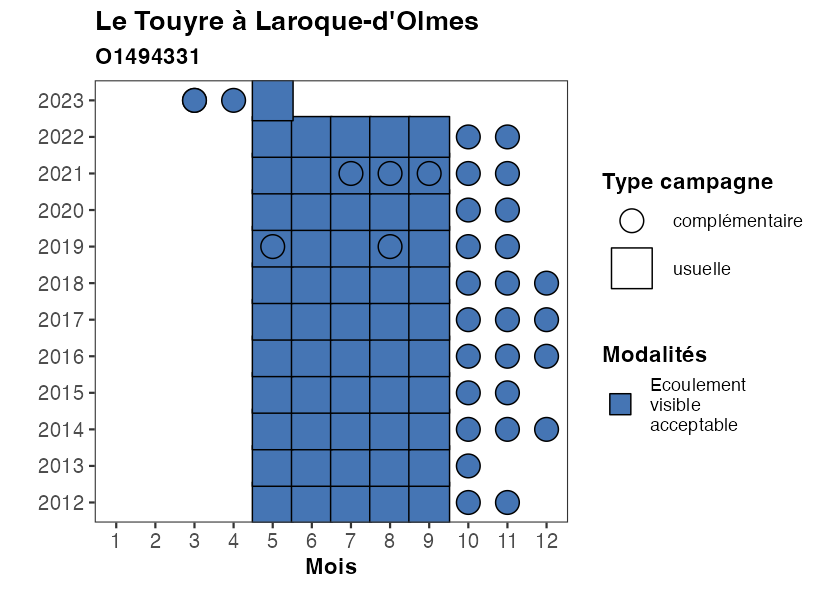 Le Touyre à Laroque-d'Olmes
O1494331
2023
2022
2021
2020
2019
2018
2017
2016
2015
2014
2013
2012
1 2 3 4 5 6 7 8 9 10 11 12
Mois
Type campagne
complémentaire
usuelle
Modalités
Ecoulement
visible
acceptable